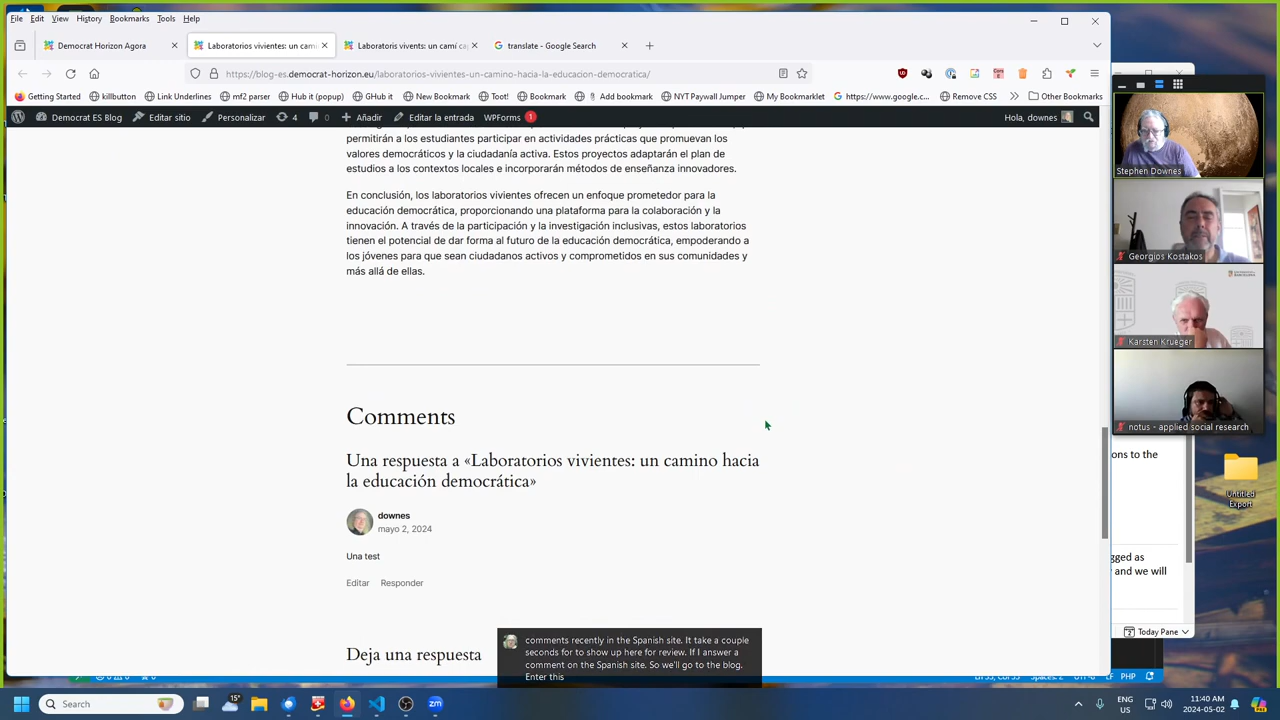 File Edit View History Bookmarks Tools Help
Democrat Horizon Agora
Laboratorios vivientes: un cam
Laboratoris vivents: un camí ca
translate - Google Search
https://blog-es.democrat-horizon.eu/laboratorios-vivientes-un-camino-hacia-la-educacion-democratica/
Getting Started killbutton Link Underlines mf2 parser Hub it (popup) GHub it New Post Toot! Bookmark Add bookmark NYT Paywall Jumper My Bookmarklet https://www.google.c... Remove CSS Other Bookmarks
Democrat ES Blog Editar sitio Personalizar 4 0 Añadir Editar la entrada WPForms 1 Hola, downes
permitirán a los estudiantes participar en actividades prácticas que promuevan los
valores democráticos y la ciudadanía activa. Estos proyectos adaptarán el plan de
estudios a los contextos locales e incorporarán métodos de enseñanza innovadores.
En conclusión, los laboratorios vivientes ofrecen un enfoque prometedor para la
educación democrática, proporcionando una plataforma para la colaboración y la
innovación. A través de la participación y la investigación inclusivas, estos laboratorios
tienen el potencial de dar forma al futuro de la educación democrática, empoderando a
los jóvenes para que sean ciudadanos activos y comprometidos en sus comunidades y
más allá de ellas.
Comments
Una respuesta a «Laboratorios vivientes: un camino hacia
la educación democrática»
downes
mayo 2, 2024
Una test
Editar Responder
Deja una respuesta
comments recently in the Spanish site. It take a couple
seconds for to show up here for review. If I answer a
comment on the Spanish site. So we'll go to the blog.
Enter this
Stephen Downes
Georgios Kostakos
Karsten Krueger
notus - applied social research
ons to the
gged as
and we will
Today Pane
Untitled
Export
PHP
Search
15°
ENG
US
11:40 AM
2024-05-02